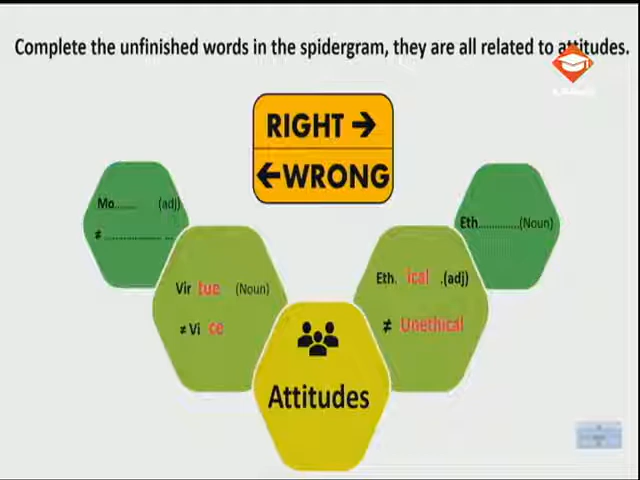 Complete the unfinished words in the spidergram, they are all related to attitudes.
RIGHT →
←WRONG
Mo........ (adj)
≠ ................... ...
Eth..............(Noun)
Vir tue (Noun)
≠ Vi ce
Eth. ical .(adj)
≠ Unethical
Attitudes